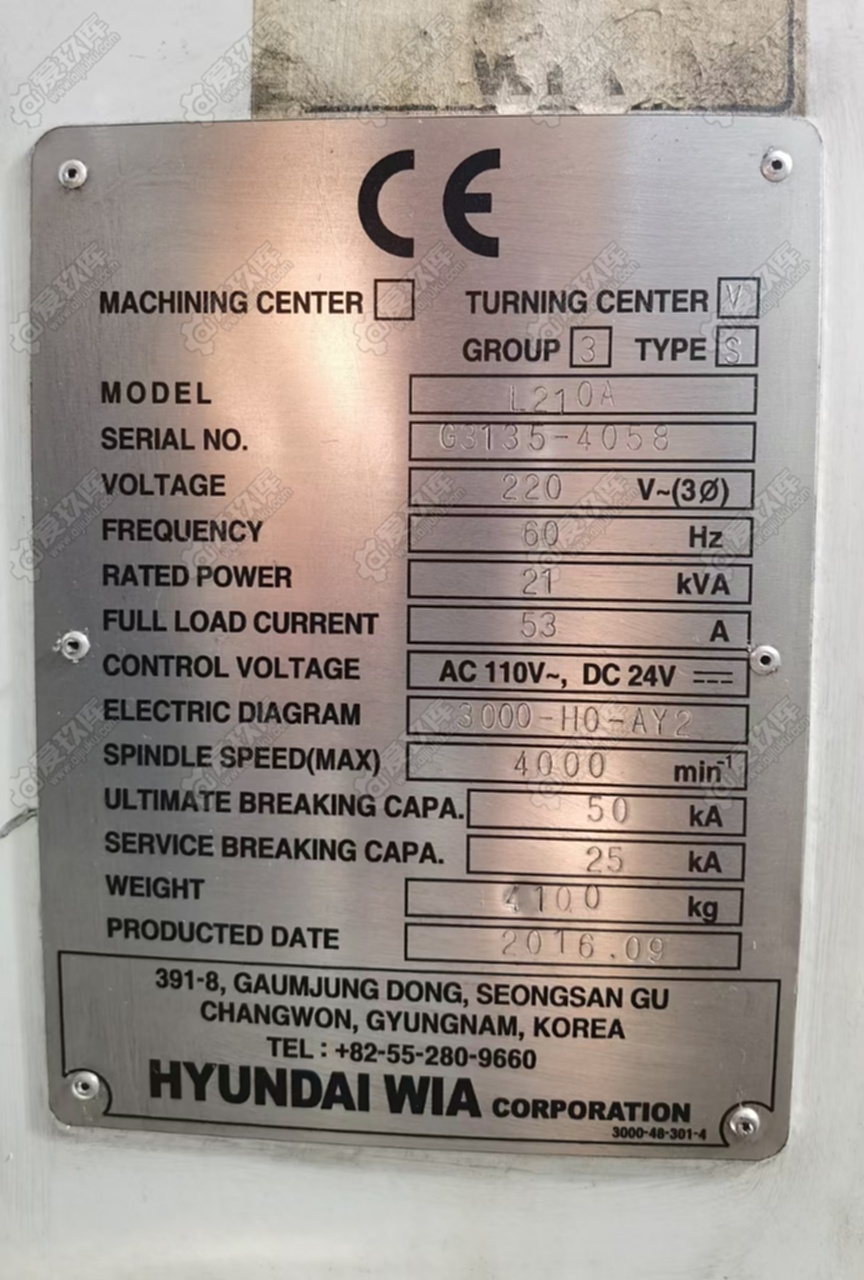 CE
MACHINING CENTER TURNING CENTER V
GROUP 3 TYPE S
MODEL L210A
SERIAL NO. G3135-4058
VOLTAGE 220 V~(3Ø)
FREQUENCY 60 Hz
RATED POWER 21 kVA
FULL LOAD CURRENT 53 A
CONTROL VOLTAGE AC 110V~, DC 24V
ELECTRIC DIAGRAM 3000-H0-AY2
SPINDLE SPEED(MAX) 4000 min-1
ULTIMATE BREAKING CAPA. 50 kA
SERVICE BREAKING CAPA. 25 kA
WEIGHT 4100 kg
PRODUCTED DATE 2016.09
391-8, GAUMJUNG DONG, SEONGSAN GU
CHANGWON, GYUNGNAM, KOREA
TEL : +82-55-280-9660
HYUNDAI WIA CORPORATION
3000-48-301-4